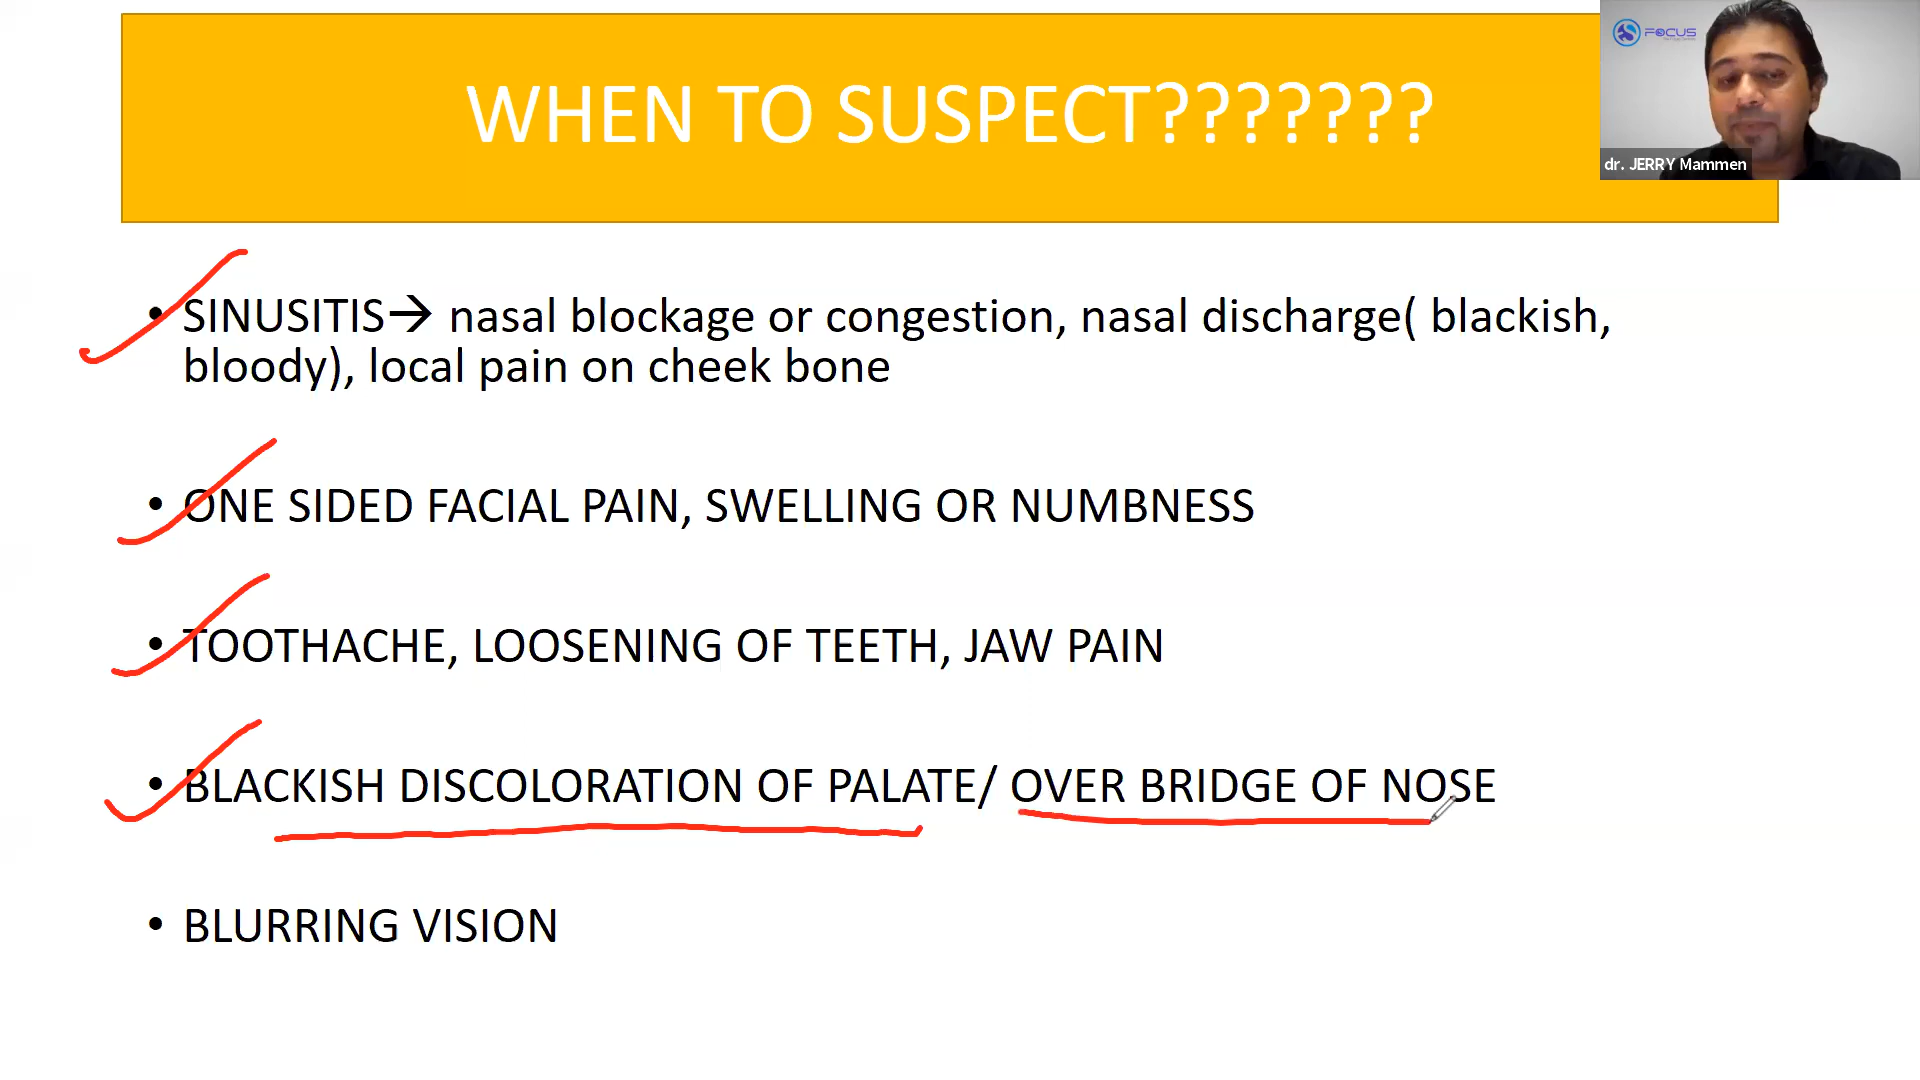 WHEN TO SUSPECT???????
FOCUS
dr. JERRY Mammen
• SINUSITIS→ nasal blockage or congestion, nasal discharge( blackish,
bloody), local pain on cheek bone
• ONE SIDED FACIAL PAIN, SWELLING OR NUMBNESS
• TOOTHACHE, LOOSENING OF TEETH, JAW PAIN
• BLACKISH DISCOLORATION OF PALATE/ OVER BRIDGE OF NOSE
• BLURRING VISION